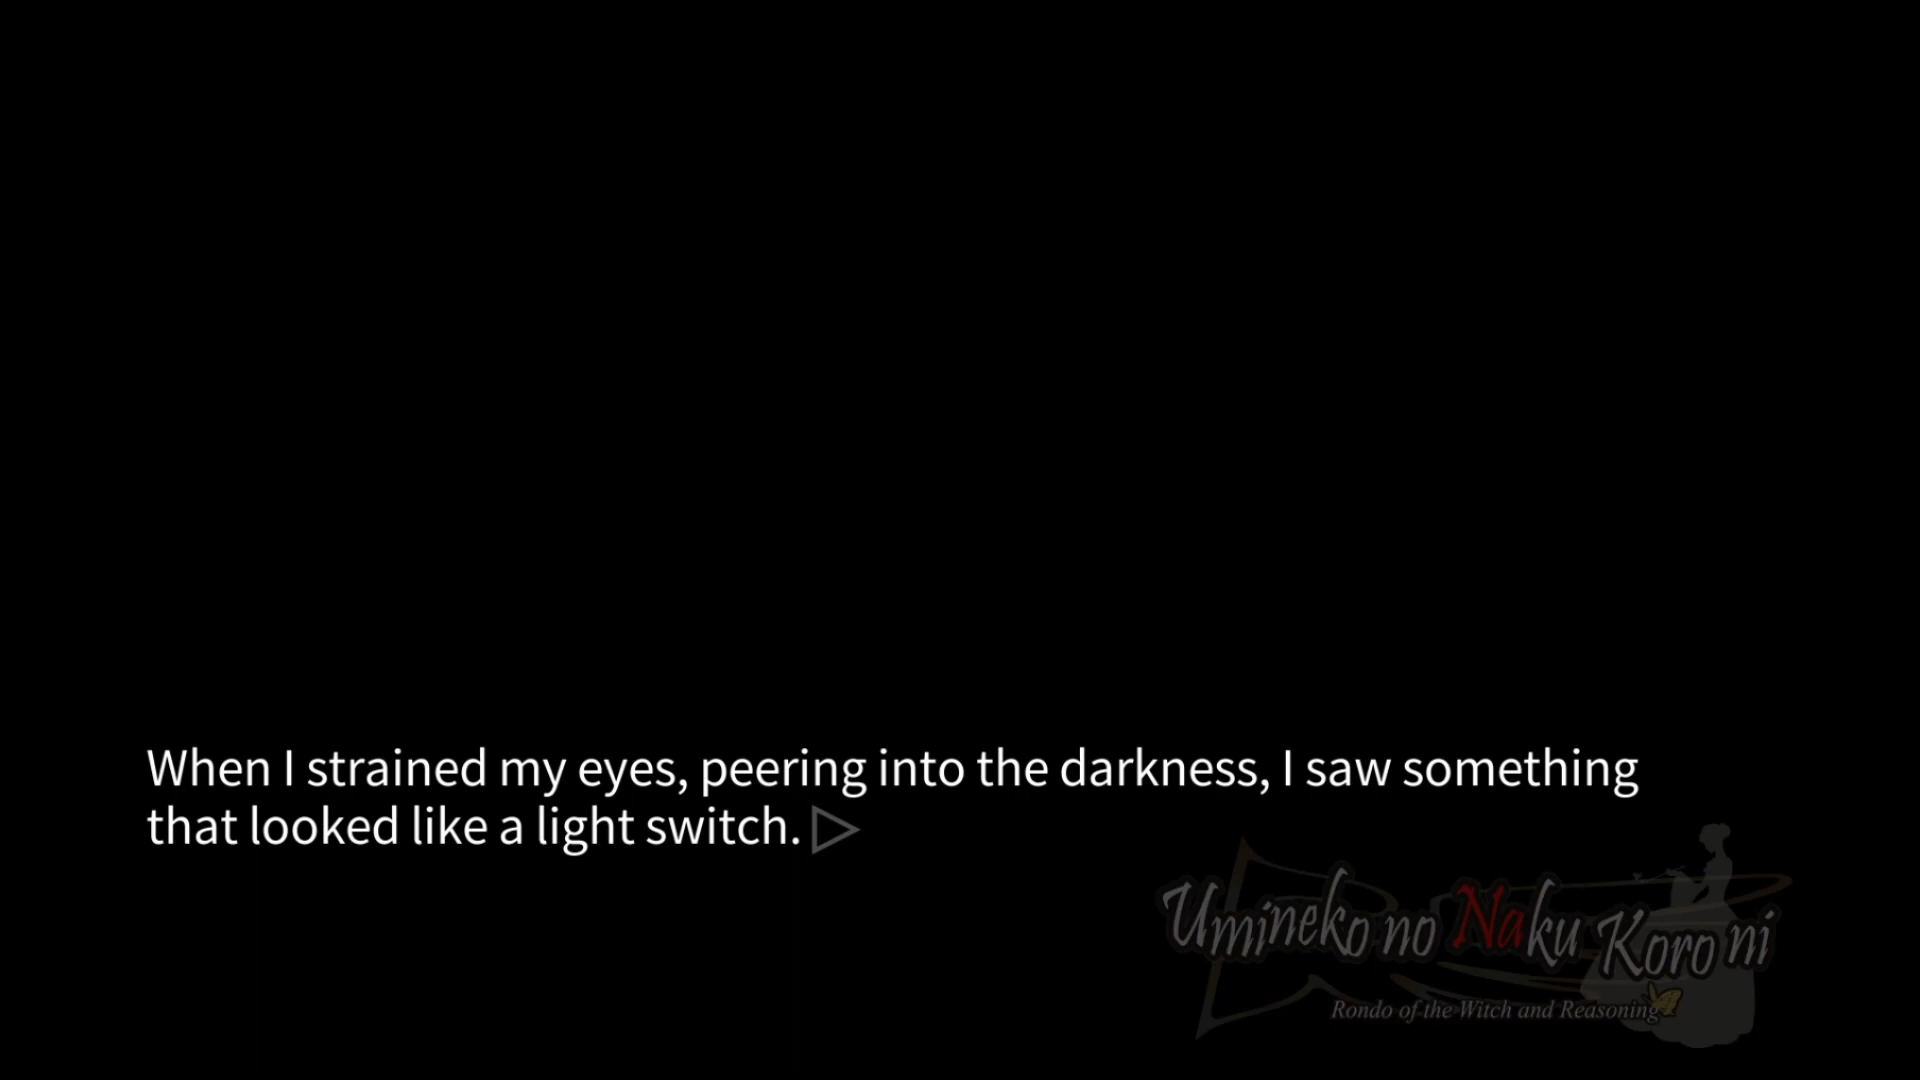 When I strained my eyes, peering into the darkness, I saw something
that looked like a light switch.
Umineko no Naku Koro ni
Rondo of the Witch and Reasoning